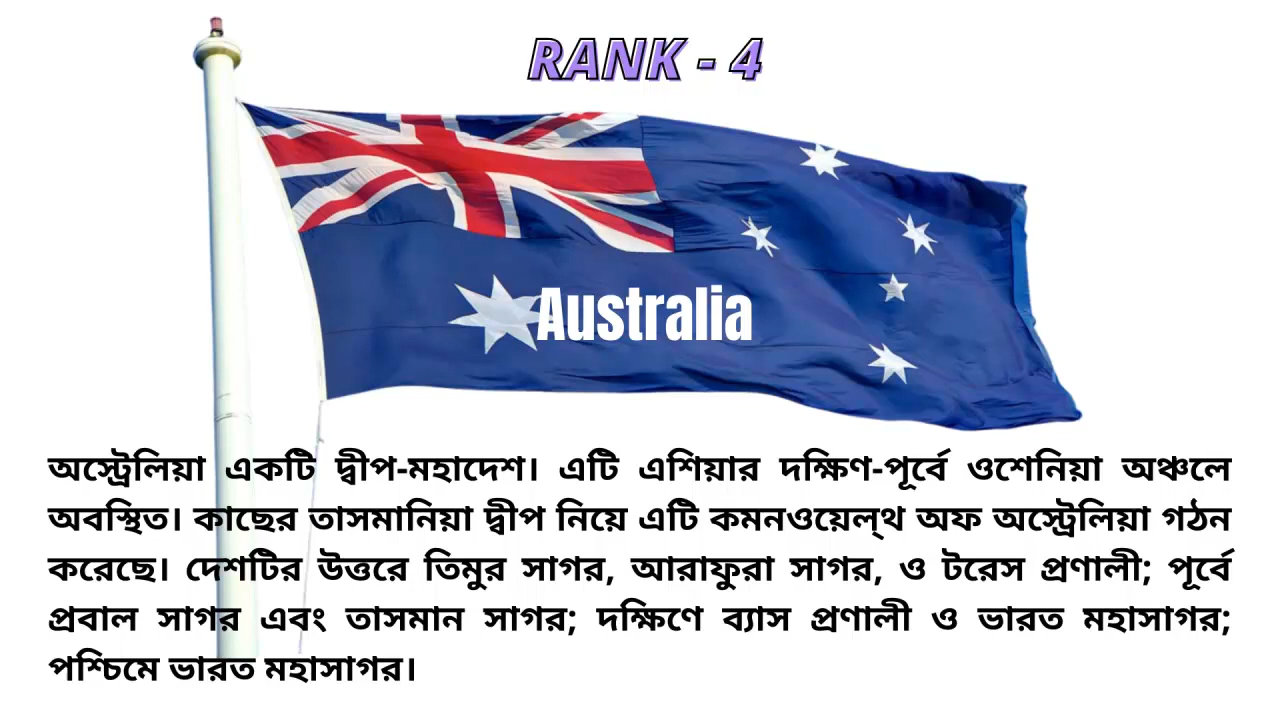 RANK - 4
Australia
অস্ট্রেলিয়া একটি দ্বীপ-মহাদেশ। এটি এশিয়ার দক্ষিণ-পূর্বে ওশেনিয়া অঞ্চলে
অবস্থিত। কাছের তাসমানিয়া দ্বীপ নিয়ে এটি কমনওয়েল্‌থ অফ অস্ট্রেলিয়া গঠন
করেছে। দেশটির উত্তরে তিমুর সাগর, আরাফুরা সাগর, ও টরেস প্রণালী; পূর্বে
প্রবাল সাগর এবং তাসমান সাগর; দক্ষিণে ব্যাস প্রণালী ও ভারত মহাসাগর;
পশ্চিমে ভারত মহাসাগর।